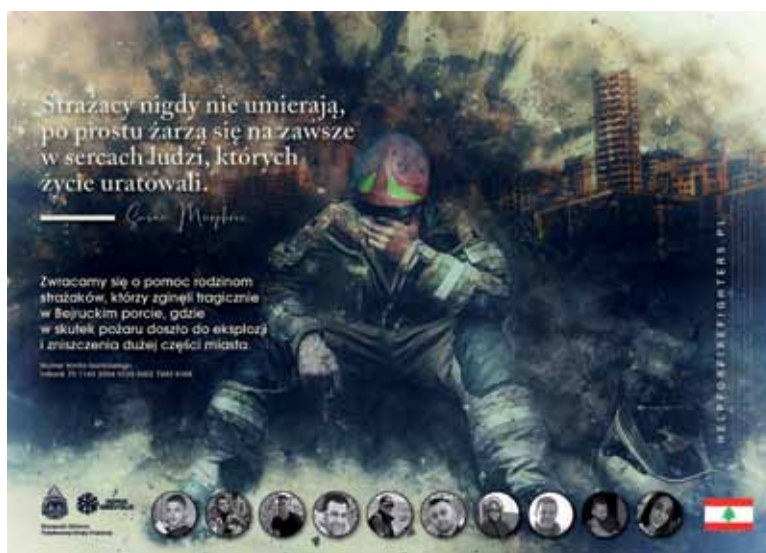 Strażacy nigdy nie umierają,
po prostu żarzą się na zawsze
w sercach ludzi, których
życie uratowali.
Zwracamy się o pomoc rodzinom
strażaków, którzy zginęli tragicznie
w Bejruckim porcie, gdzie
w skutek pożaru doszło do eksplozji
i zniszczenia dużej części miasta.
HELPFORFIREFIGHTERS.PL